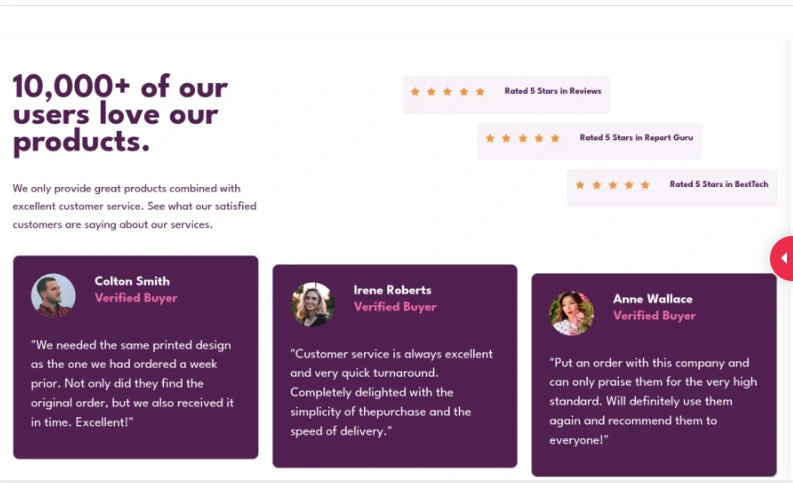 10,000+ of our
users love our
products.
We only provide great products combined with
excellent customer service. See what our satisfied
customers are saying about our services.
Rated 5 Stars in Reviews
Rated 5 Stars in Report Guru
Rated 5 Stars in BestTech
Colton Smith
Verified Buyer
"We needed the same printed design
as the one we had ordered a week
prior. Not only did they find the
original order, but we also received it
in time. Excellent!"
Irene Roberts
Verified Buyer
"Customer service is always excellent
and very quick turnaround.
Completely delighted with the
simplicity of thepurchase and the
speed of delivery."
Anne Wallace
Verified Buyer
"Put an order with this company and
can only praise them for the very high
standard. Will definitely use them
again and recommend them to
everyone!"